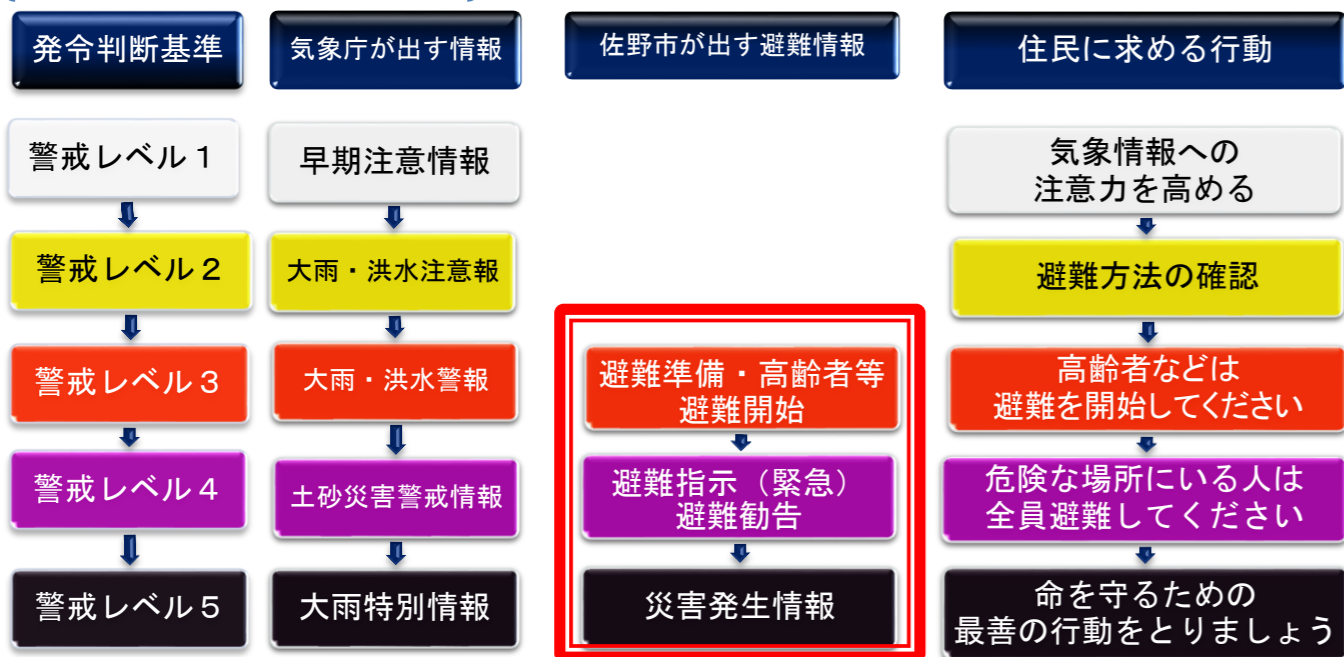 発令判断基準
気象庁が出す情報
佐野市が出す避難情報
住民に求める行動
警戒レベル１
早期注意情報
気象情報への
注意力を高める
警戒レベル２
大雨・洪水注意報
避難方法の確認
警戒レベル３
大雨・洪水警報
避難準備・高齢者等
避難開始
高齢者などは
避難を開始してください
警戒レベル４
土砂災害警戒情報
避難指示（緊急）
避難勧告
危険な場所にいる人は
全員避難してください
警戒レベル５
大雨特別情報
災害発生情報
命を守るための
最善の行動をとりましょう